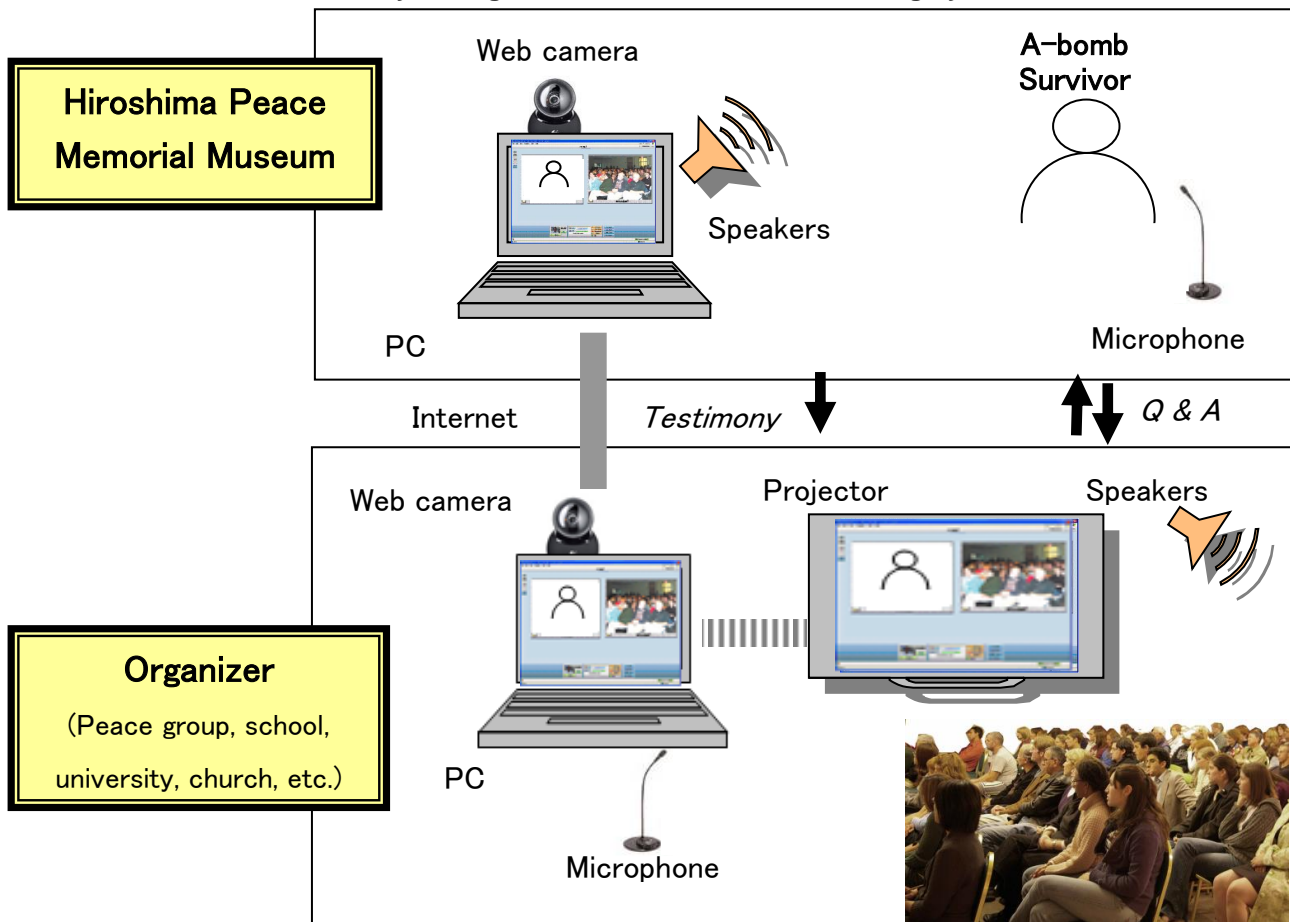 Web camera
A-bomb
Survivor
Hiroshima Peace
Memorial Museum
Speakers
PC
Microphone
Internet
Testimony
Q & A
Web camera
Projector
Speakers
Organizer
(Peace group, school,
university, church, etc.)
PC
Microphone